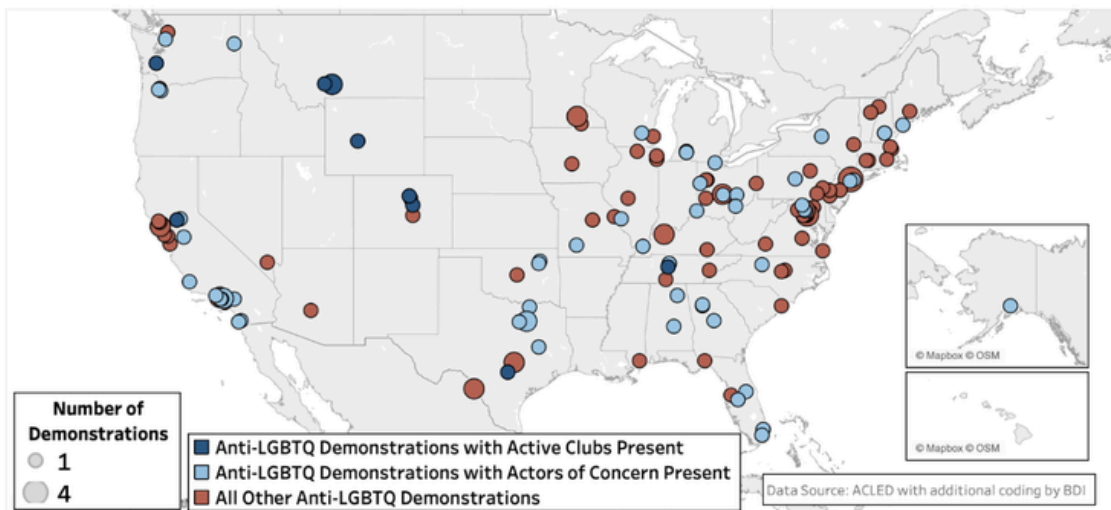 © Mapbox © OSM
© Mapbox © OSM
Number of
Demonstrations
1
4
Anti-LGBTQ Demonstrations with Active Clubs Present
Anti-LGBTQ Demonstrations with Actors of Concern Present
All Other Anti-LGBTQ Demonstrations
Data Source: ACLED with additional coding by BDI